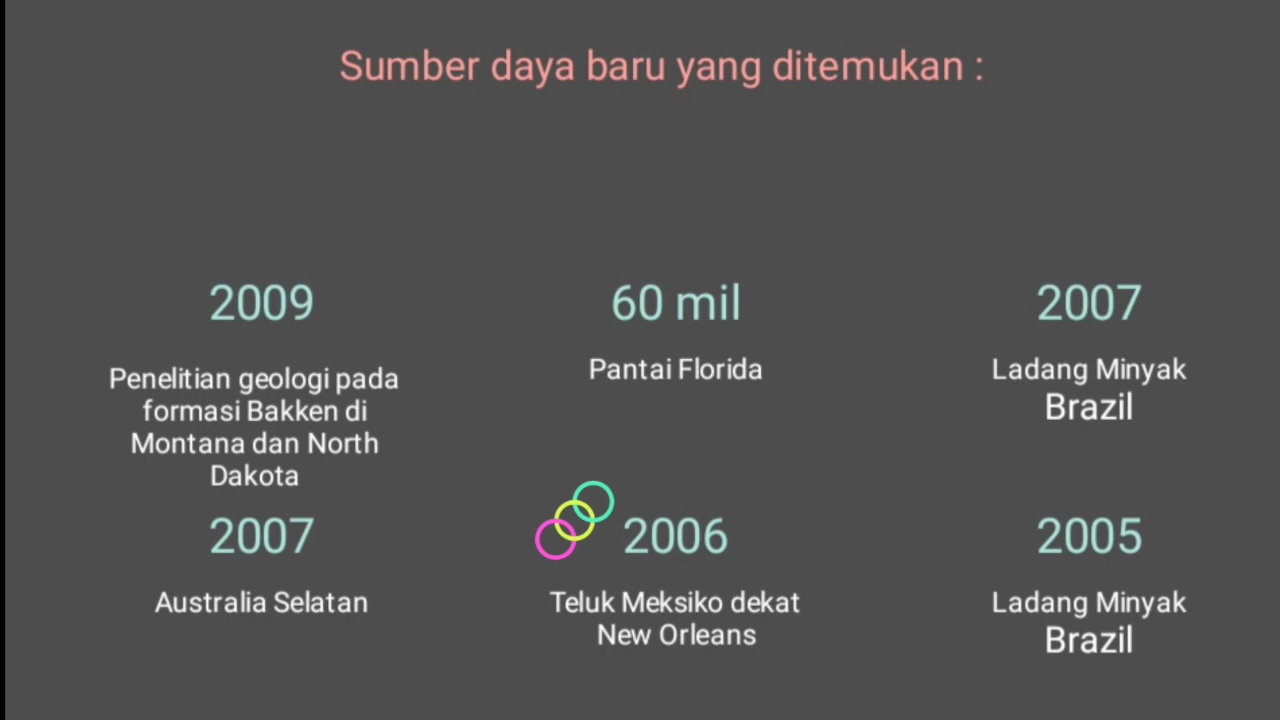 Sumber daya baru yang ditemukan :
2009
Penelitian geologi pada
formasi Bakken di
Montana dan North
Dakota
60 mil
Pantai Florida
2007
Ladang Minyak
Brazil
2007
Australia Selatan
2006
Teluk Meksiko dekat
New Orleans
2005
Ladang Minyak
Brazil